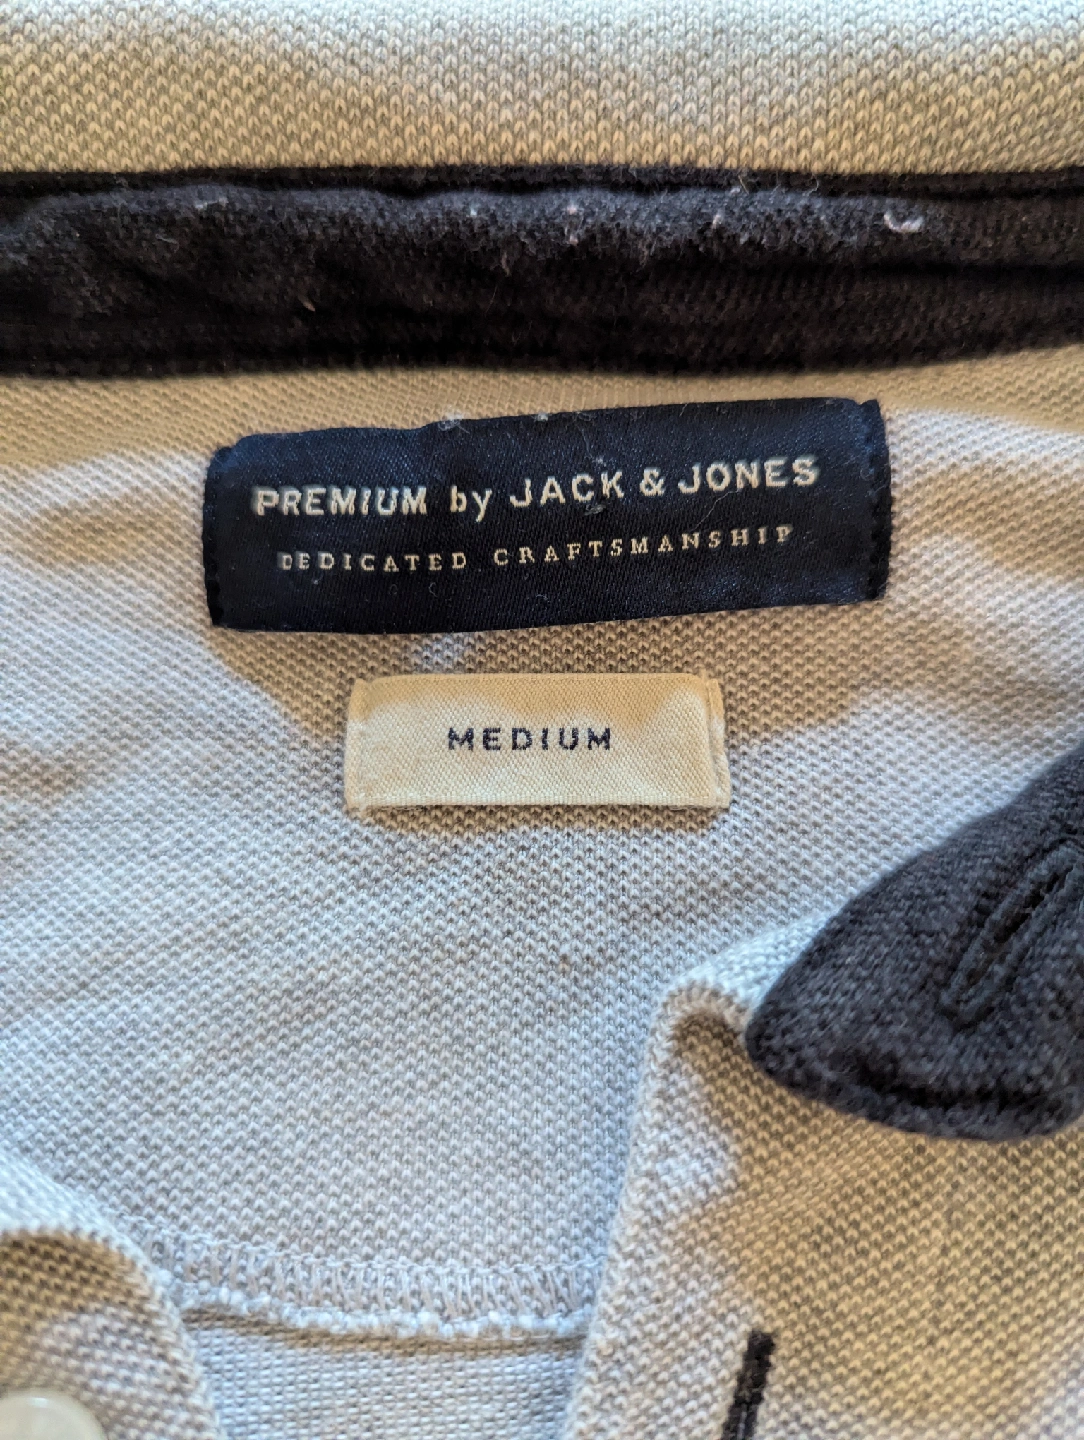 PREMIUM by JACK & JONES
DEDICATED CRAFTSMANSHIP
MEDIUM